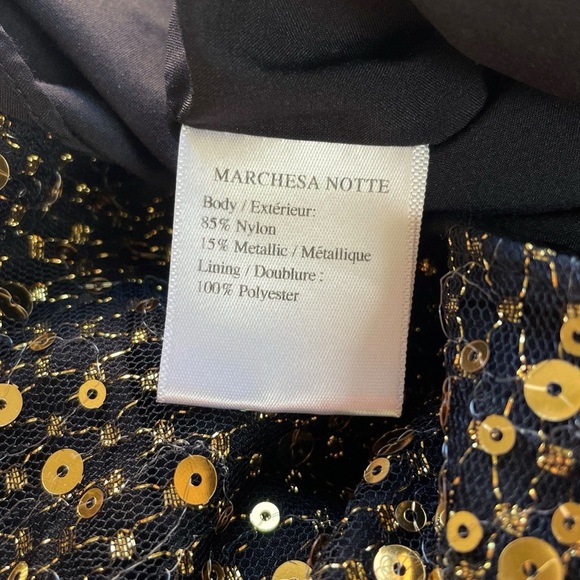 MARCHESA NOTTE
Body / Extérieur:
85% Nylon
15% Metallic / Métallique
Lining / Doublure :
100% Polyester